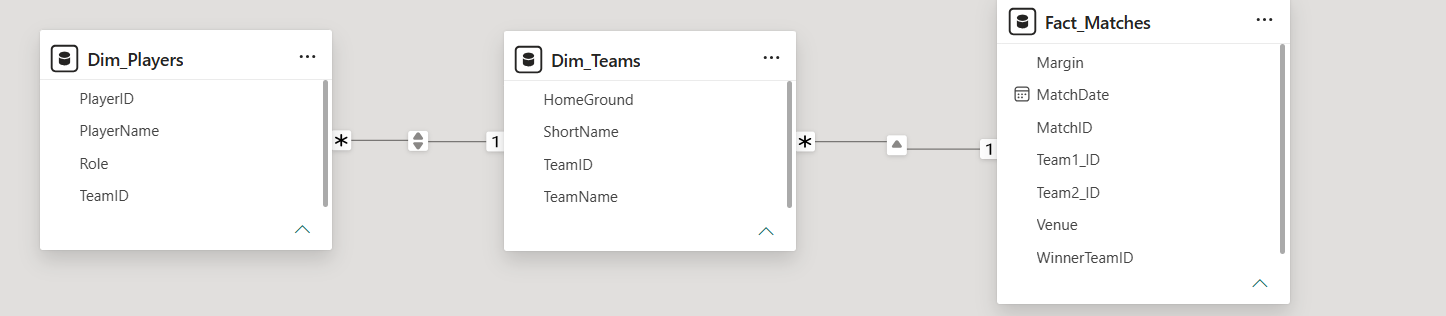 Dim_Players
PlayerID
PlayerName
Role
TeamID
* 1
Dim_Teams
HomeGround
ShortName
TeamID
TeamName
* 1
Fact_Matches
Margin
MatchDate
MatchID
Team1_ID
Team2_ID
Venue
WinnerTeamID